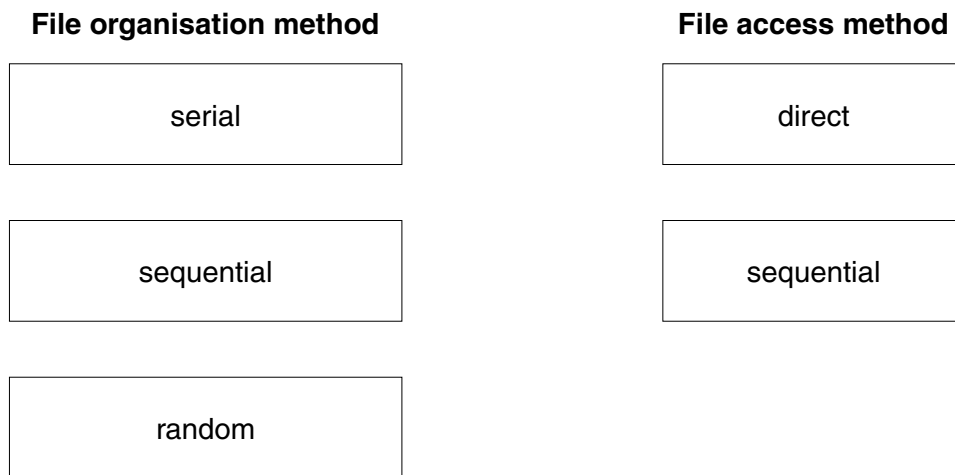 File organisation method
File access method
serial
direct
sequential
sequential
random